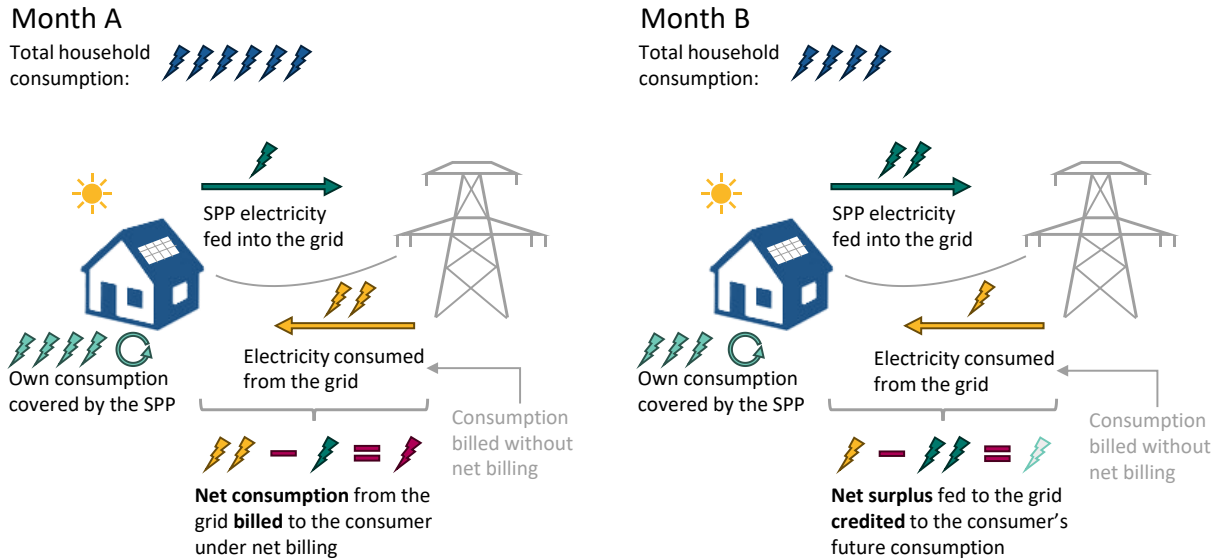 Month A
Total household
consumption:
SPP electricity
fed into the grid
Electricity consumed
from the grid
Own consumption
covered by the SPP
Consumption
billed without
net billing
Net consumption from the
grid billed to the consumer
under net billing
Month B
Total household
consumption:
SPP electricity
fed into the grid
Electricity consumed
from the grid
Own consumption
covered by the SPP
Consumption
billed without
net billing
Net surplus fed to the grid
credited to the consumer's
future consumption